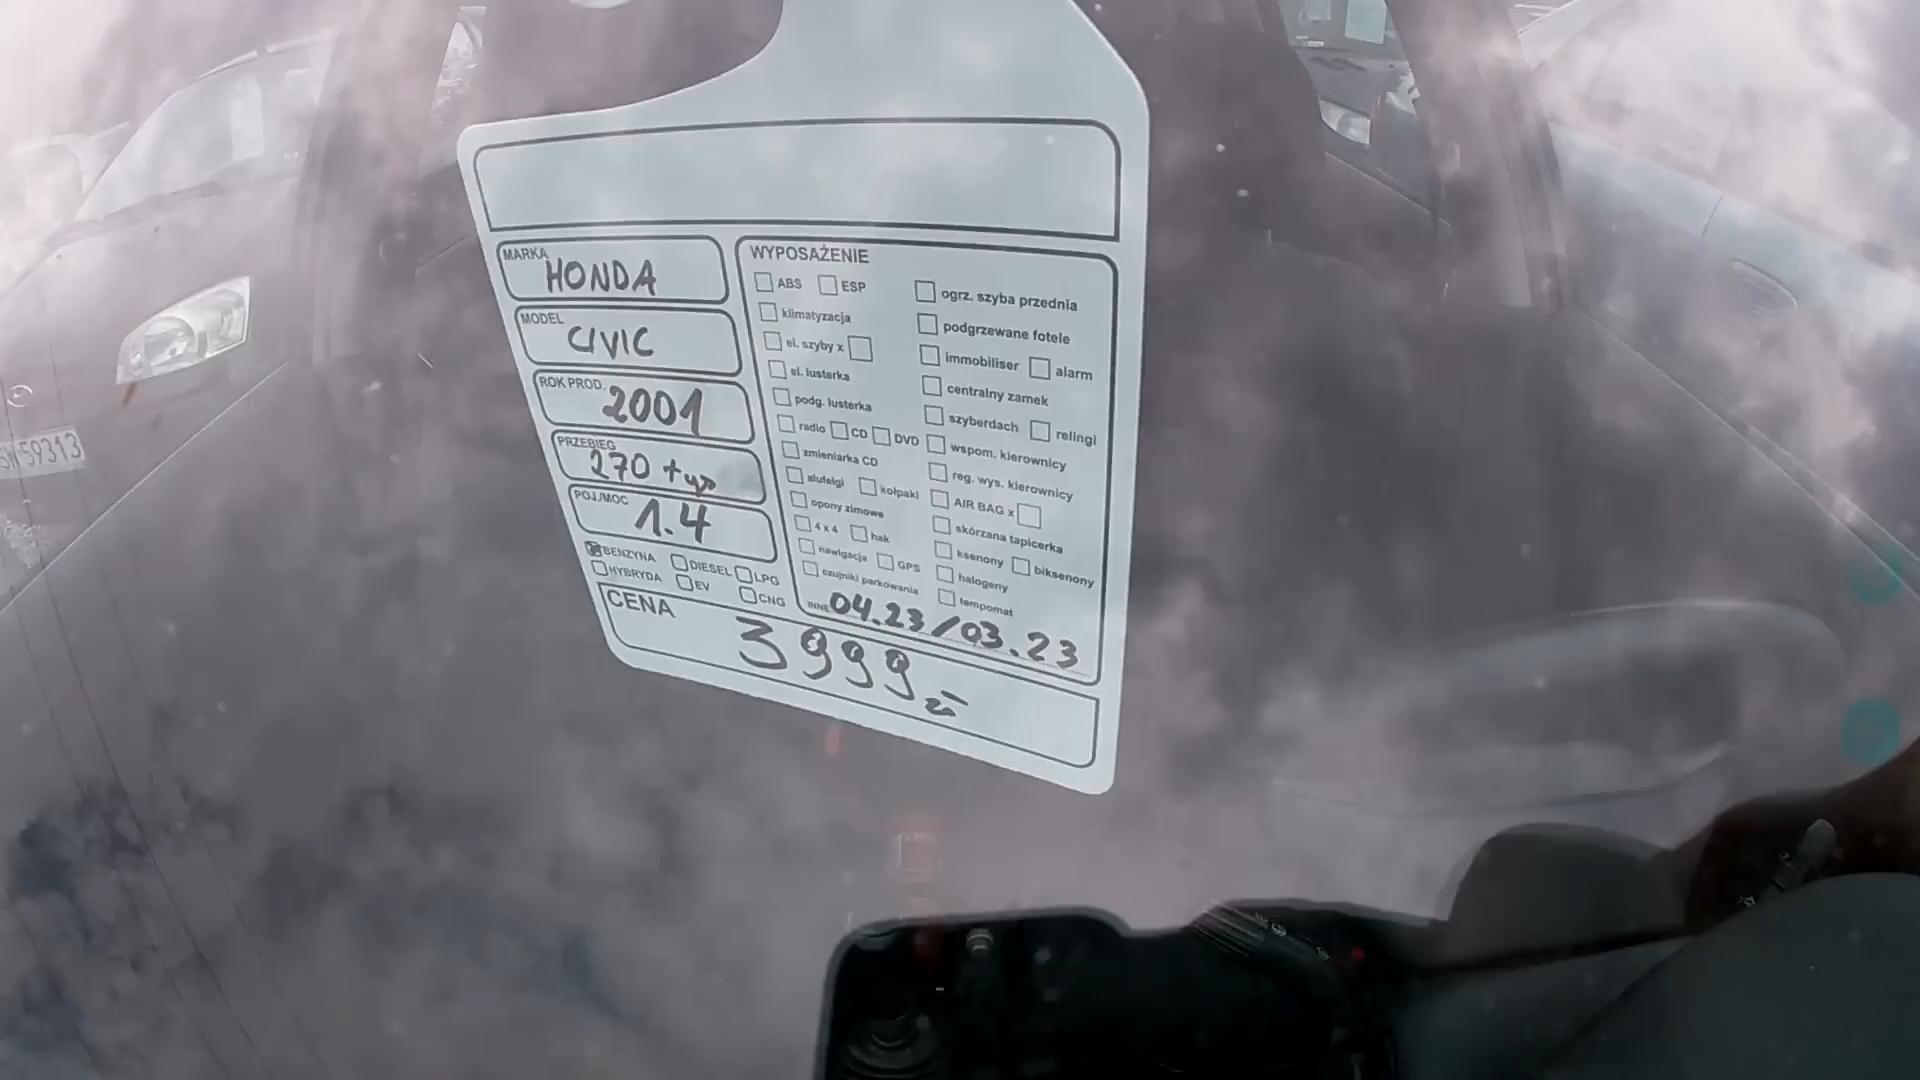 MARKA HONDA
MODEL CIVIC
ROK PROD. 2001
PRZEBIEG 270 tyś
POJ./MOC 1.4
BENZYNA DIESEL LPG
HYBRYDA EV CNG
WYPOSAŻENIE
ABS ESP
klimatyzacja
el. szyby x
el. lusterka
podg. lusterka
radio CD DVD
zmieniarka CD
alufelgi kołpaki
opony zimowe
4 x 4 hak
nawigacja GPS
czujniki parkowania
ogrz. szyba przednia
podgrzewane fotele
immobiliser alarm
centralny zamek
szyberdach relingi
wspom. kierownicy
reg. wys. kierownicy
AIR BAG x
skórzana tapicerka
ksenony biksenony
halogeny
tempomat
INNE 04.23/03.23
CENA 3999 zł
59313